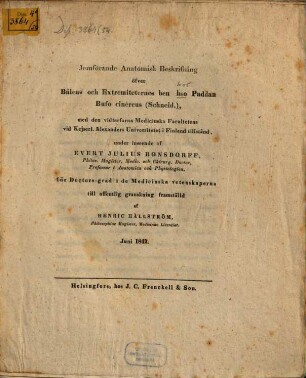 Jemförande Anatomisk Beskrifning
öfver
Bålens och Extremiteternes ben hos Paddan
Bufo cinereus (Schneid.),
med den vidtberfarna Medicinska Facultetens
vid Kejserl. Alexanders Universitetet i Finland tillstånd,
under inseende af
EVERT JULIUS BONSDORFF,
Philos. Magister, Medic. och Chirurg. Doctor,
Professor i Anatomien och Physiologien,
för Doctors-grad i de Medicinska vetenskaperna
till offentlig granskning framställd
af
HENRIC HÄLLSTRÖM,
Philosophiæ Magister, Medicinæ Licentiat.
Juni 1849.
Helsingfors, hos J. C. Frenckell & Son.